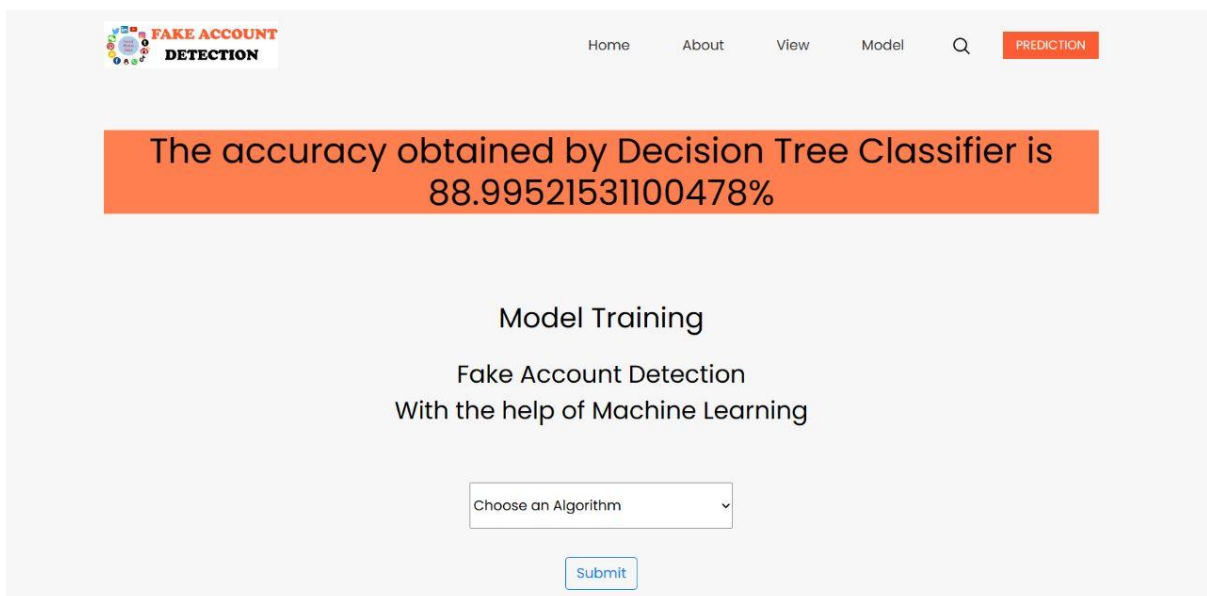 FAKE ACCOUNT
DETECTION
Home About View Model PREDICTION
The accuracy obtained by Decision Tree Classifier is
88.99521531100478%
Model Training
Fake Account Detection
With the help of Machine Learning
Choose an Algorithm
Submit